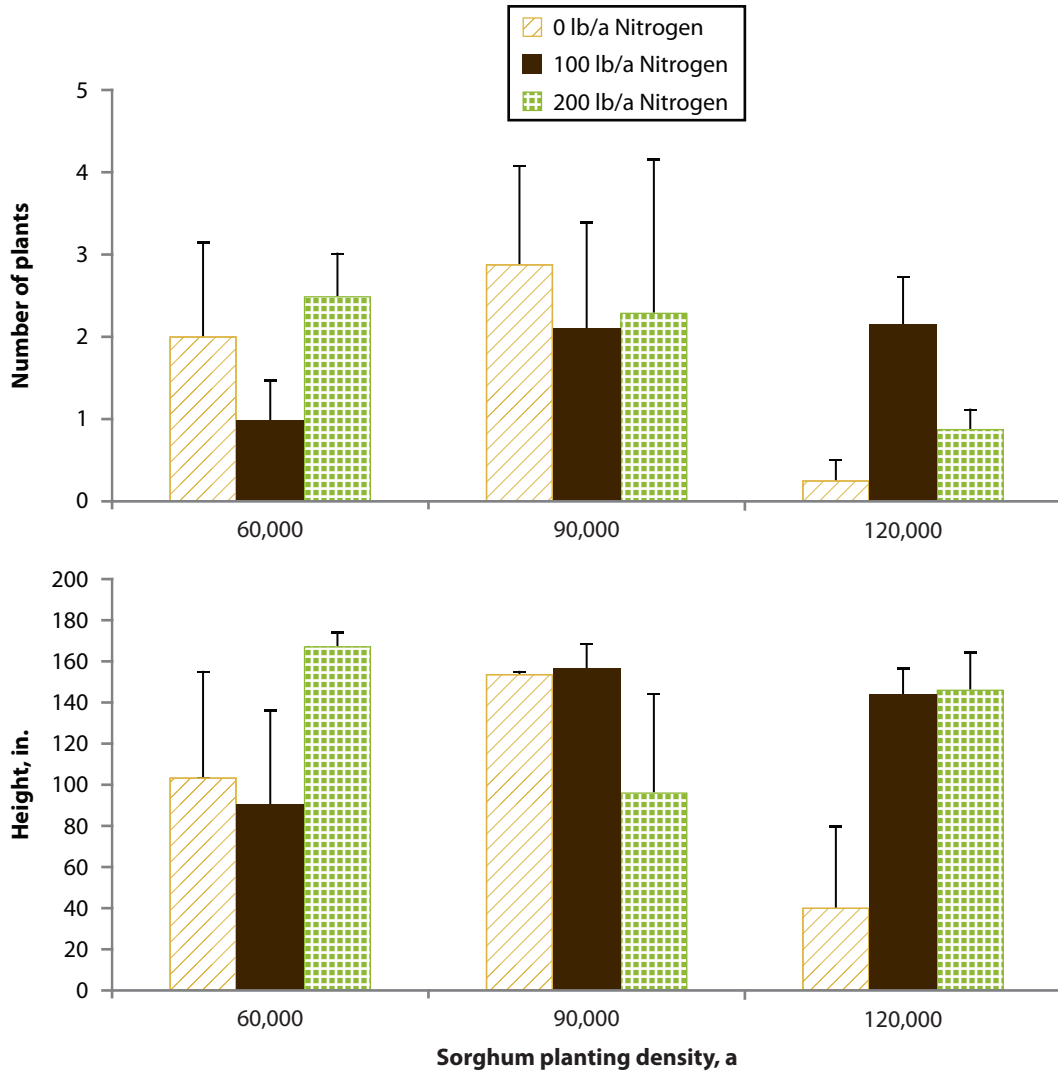 0 lb/a Nitrogen
100 lb/a Nitrogen
200 lb/a Nitrogen
Number of plants
5
4
3
2
1
0
60,000 90,000 120,000
Height, in.
200
180
160
140
120
100
80
60
40
20
0
60,000 90,000 120,000
Sorghum planting density, a